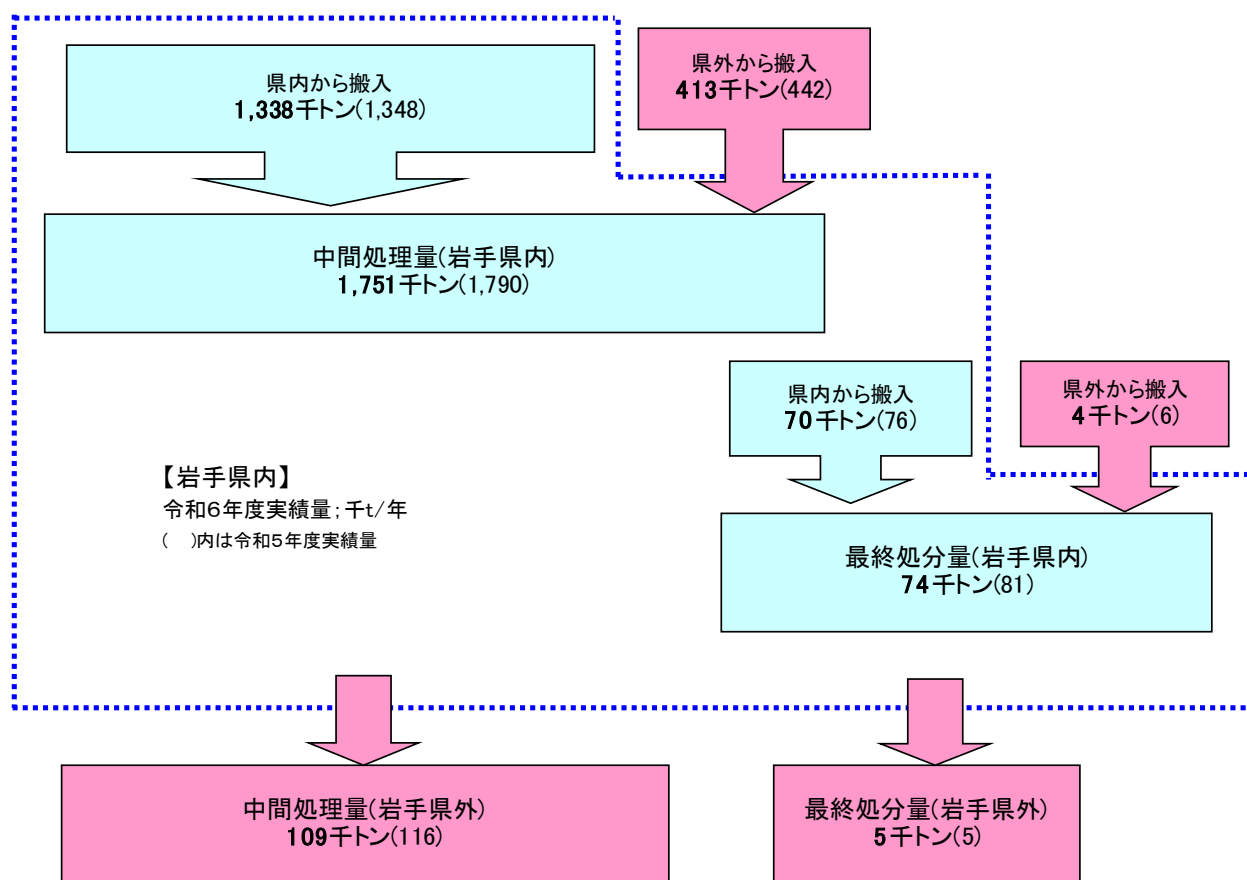 県内から搬入
1,338千トン(1,348)
県外から搬入
413千トン(442)
中間処理量(岩手県内)
1,751千トン(1,790)
県内から搬入
70千トン(76)
県外から搬入
4千トン(6)
【岩手県内】
令和6年度実績量;千t/年
(　)内は令和5年度実績量
最終処分量(岩手県内)
74千トン(81)
中間処理量(岩手県外)
109千トン(116)
最終処分量(岩手県外)
5千トン(5)